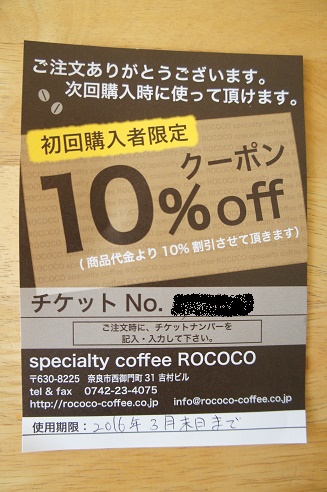 ご注文ありがとうございます。
次回購入時に使って頂けます。
初回購入者限定
クーポン
10%off
(商品代金より10%割引させて頂きます)
チケット No.
ご注文時に、チケットナンバーを
記入・入力して下さい。
specialty coffee ROCOCO
〒630-8225 奈良市西御門町 31 吉村ビル
tel & fax 0742-23-4075
http://rococo-coffee.co.jp info@rococo-coffee.co.jp
使用期限：2016年3月末日まで